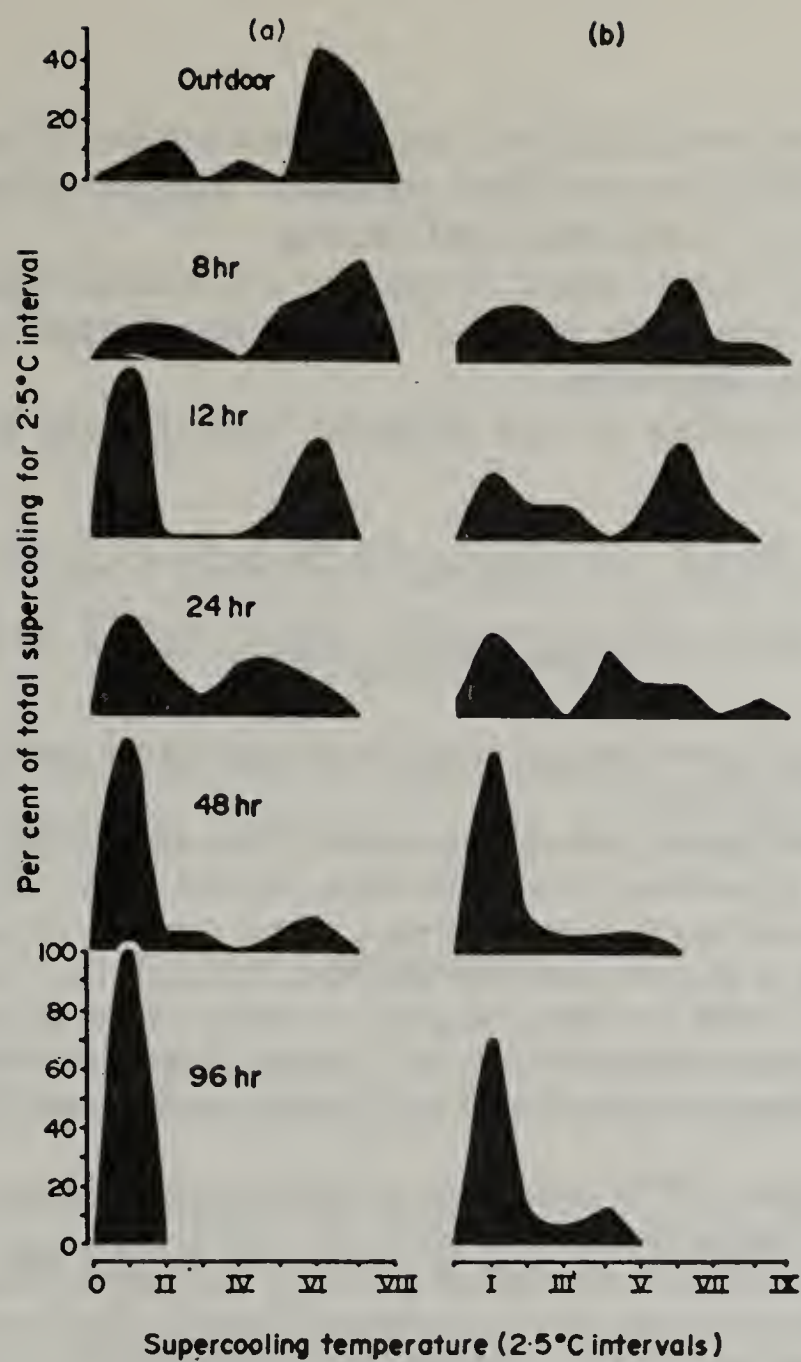 (a)
(b)
40
Outdoor
20
0
8hr
12 hr
24 hr
48 hr
100
80
96 hr
60
40
20
0
Per cent of total supercooling for 2·5°C interval
0 II IV VI VIII
I III V VII IX
Supercooling temperature (2·5°C intervals)